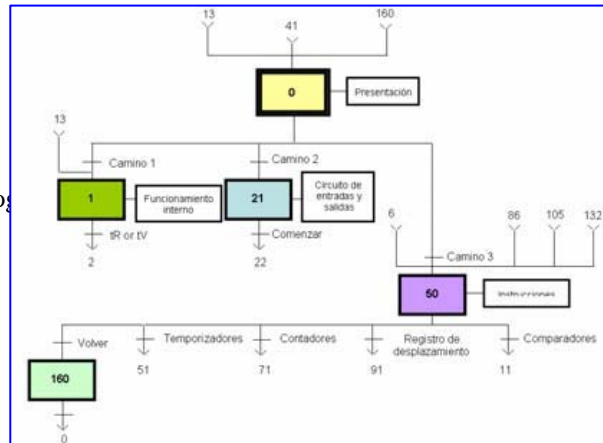 13
41
160
0
Presentación
13
Camino 1
Camino 2
1
Funcionamiento
interno
21
Circuito de
entradas y
salidas
6
86
105
132
tR or tV
Comenzar
Camino 3
2
22
50
Instrucciones
Volver
Temporizadores
Contadores
Registro de
desplazamiento
Comparadores
160
51
71
91
11
0